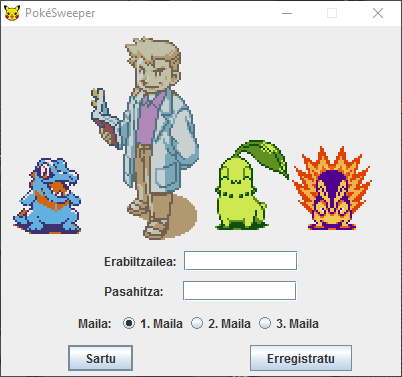 PokéSweeper
Erabiltzailea:
Pasahitza:
Maila: 1. Maila 2. Maila 3. Maila
Sartu Erregistratu